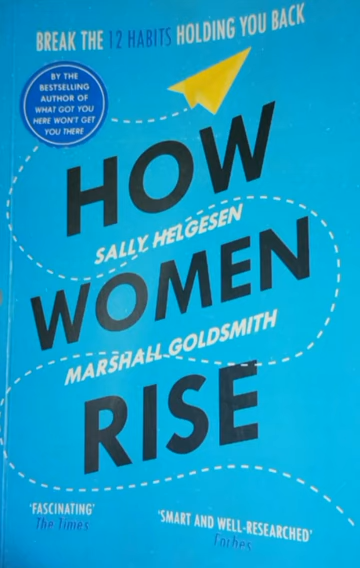 BREAK THE 12 HABITS HOLDING YOU BACK
BY THE
BESTSELLING
AUTHOR OF
WHAT GOT YOU
HERE WON'T GET
YOU THERE
HOW
SALLY HELGESEN
WOMEN
MARSHALL GOLDSMITH
RISE
'FASCINATING'
The Times
'SMART AND WELL-RESEARCHED'
Forbes